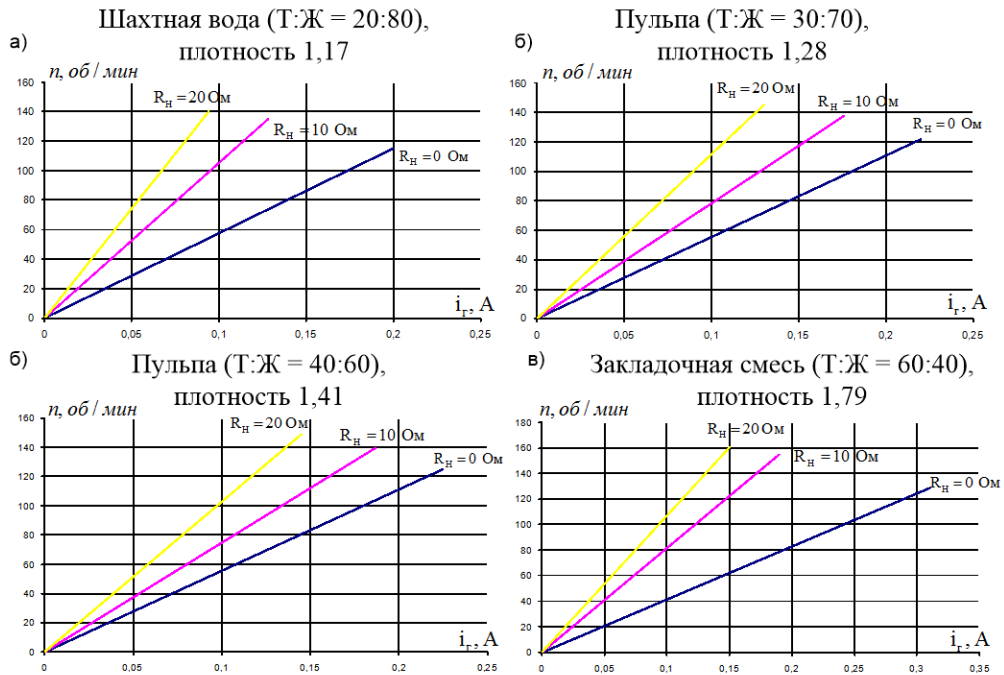 Шахтная вода (Т:Ж = 20:80),
а)
плотность 1,17
n, об / мин
160
140
120
100
80
60
40
20
0
R_н = 20 Ом
R_н = 10 Ом
R_н = 0 Ом
i_г, А
0
0,05
0,1
0,15
0,2
0,25
Пульпа (Т:Ж = 30:70),
б)
плотность 1,28
n, об / мин
160
140
120
100
80
60
40
20
0
R_н = 20 Ом
R_н = 10 Ом
R_н = 0 Ом
i_г, А
0
0,05
0,1
0,15
0,2
0,25
б)
Пульпа (Т:Ж = 40:60),
плотность 1,41
n, об / мин
160
140
120
100
80
60
40
20
0
R_н = 20 Ом
R_н = 10 Ом
R_н = 0 Ом
i_г, А
0
0,05
0,1
0,15
0,2
0,25
в)
Закладочная смесь (Т:Ж = 60:40),
плотность 1,79
n, об / мин
180
160
140
120
100
80
60
40
20
0
R_н = 20 Ом
R_н = 10 Ом
R_н = 0 Ом
i_г, А
0
0,05
0,1
0,15
0,2
0,25
0,3
0,35